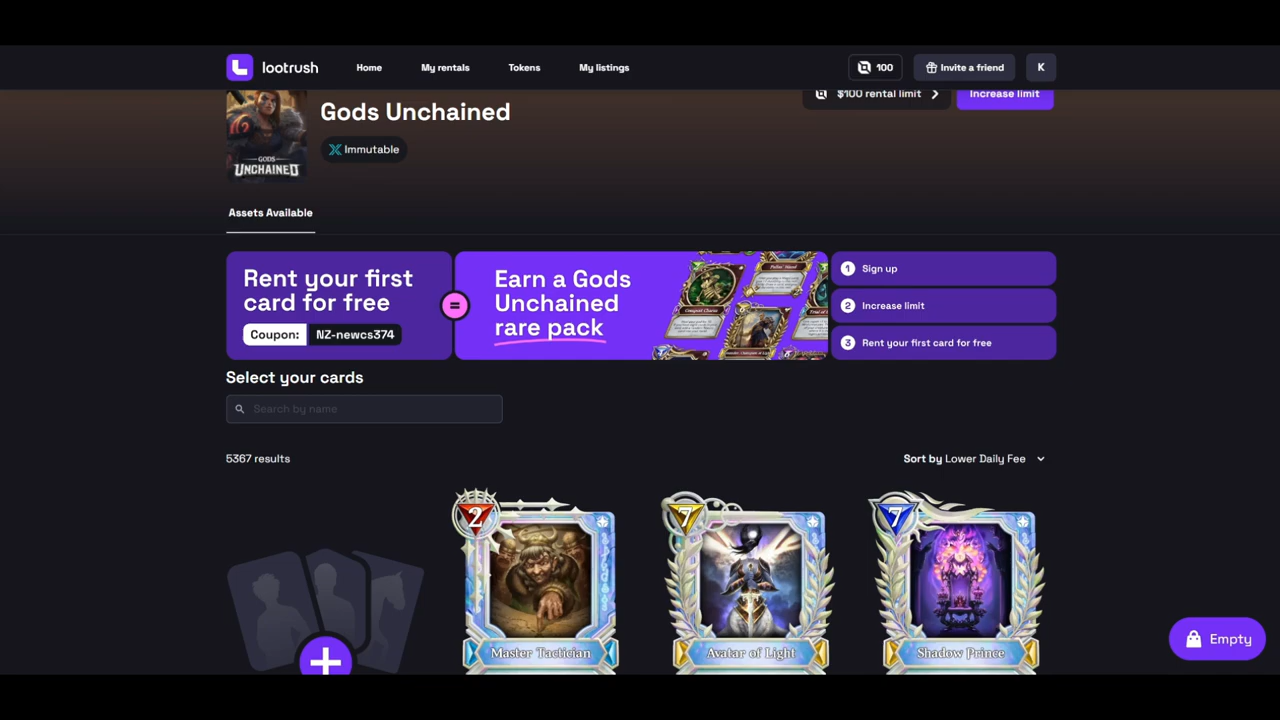 lootrush
Home
My rentals
Tokens
My listings
100
Invite a friend
K
Gods Unchained
$100 rental limit
Increase limit
GODS
UNCHAINED
Immutable
Assets Available
Rent your first
card for free
Coupon: NZ-newcs374
=
Earn a Gods
Unchained
rare pack
1 Sign up
2 Increase limit
3 Rent your first card for free
Select your cards
Search by name
5367 results
Sort by Lower Daily Fee
2
7
7
Master Tactician
Avatar of Light
Shadow Prince
Empty